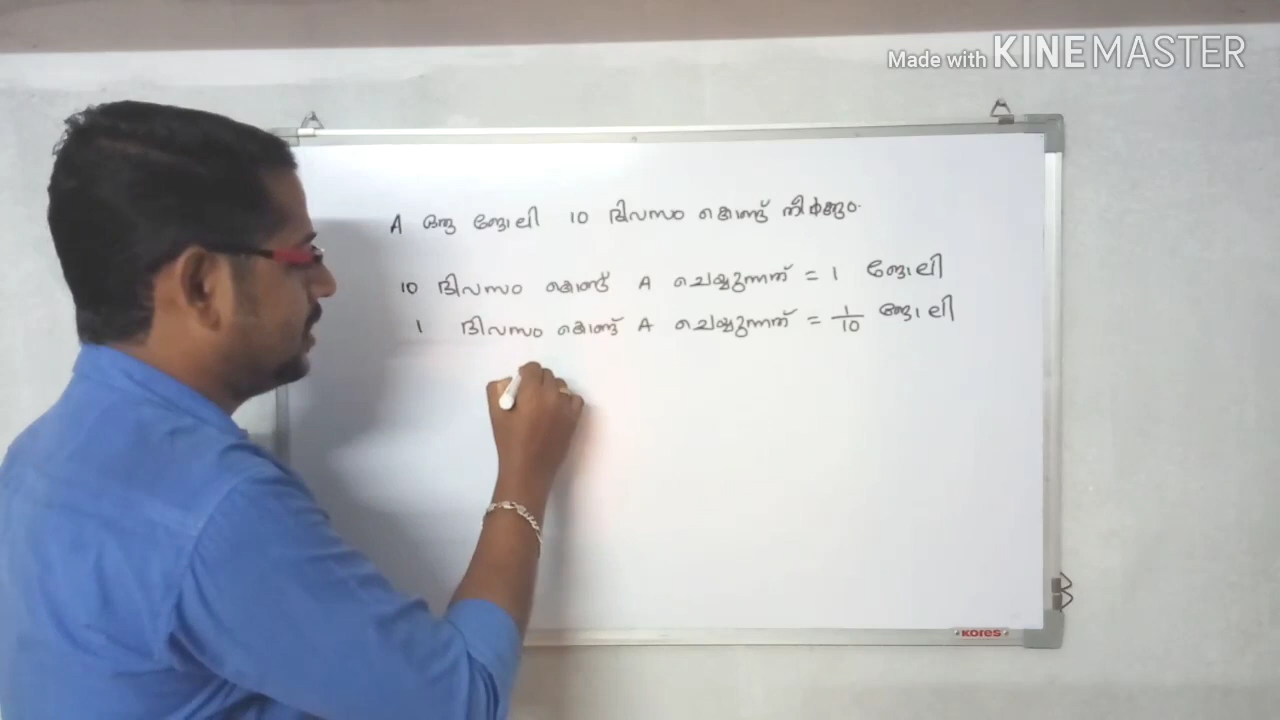 Made with KINEMASTER
A ഒരു ജോലി 10 ദിവസം കൊണ്ട് തീർക്കും.
10 ദിവസം കൊണ്ട് A ചെയ്യുന്നത് = 1 ജോലി
1 ദിവസം കൊണ്ട് A ചെയ്യുന്നത് = 1/10 ജോലി
kores